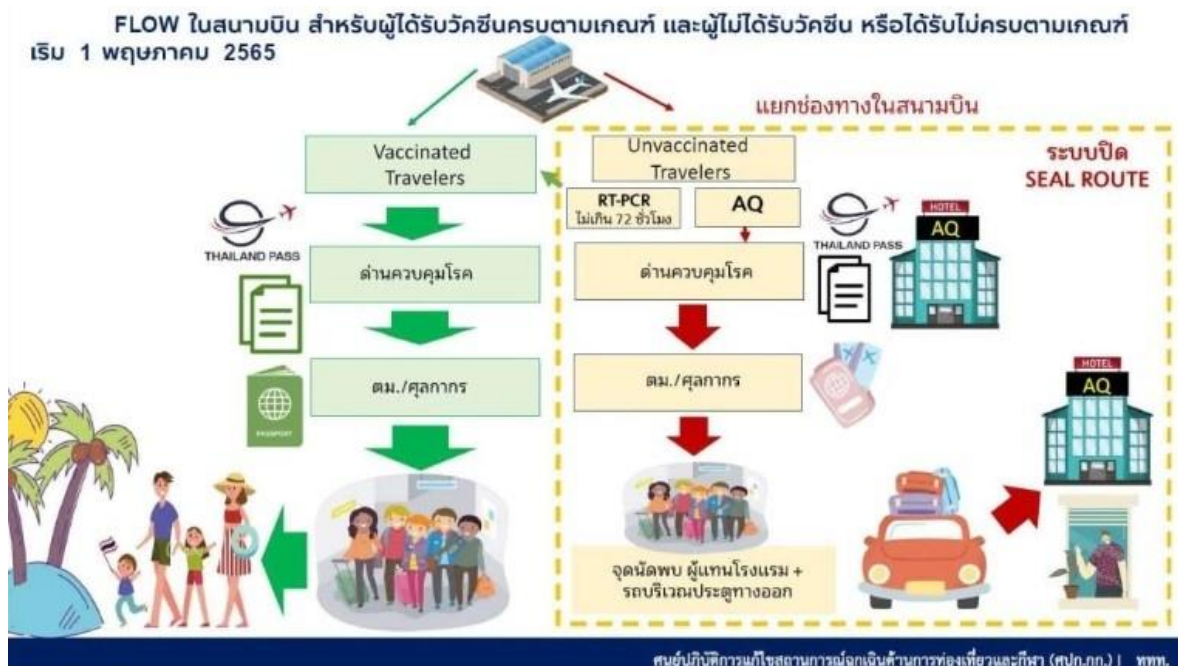 FLOW ในสนามบิน สำหรับผู้ได้รับวัคซีนครบตามเกณฑ์ และผู้ไม่ได้รับวัคซีน หรือได้รับไม่ครบตามเกณฑ์
เริ่ม 1 พฤษภาคม 2565
แยกช่องทางในสนามบิน
Vaccinated
Travelers
Unvaccinated
Travelers
ระบบปิด
SEAL ROUTE
RT-PCR
ไม่เกิน 72 ชั่วโมง
AQ
THAILAND PASS
THAILAND PASS
HOTEL
AQ
ด่านควบคุมโรค
ด่านควบคุมโรค
ตม./ศุลกากร
ตม./ศุลกากร
PASSPORT
HOTEL
AQ
จุดนัดพบ ผู้แทนโรงแรม +
รถบริเวณประตูทางออก
ศูนย์ปฏิบัติการแก้ไขสถานการณ์ฉุกเฉินด้านการท่องเที่ยวและกีฬา (ศปก.กก.) | ททท.